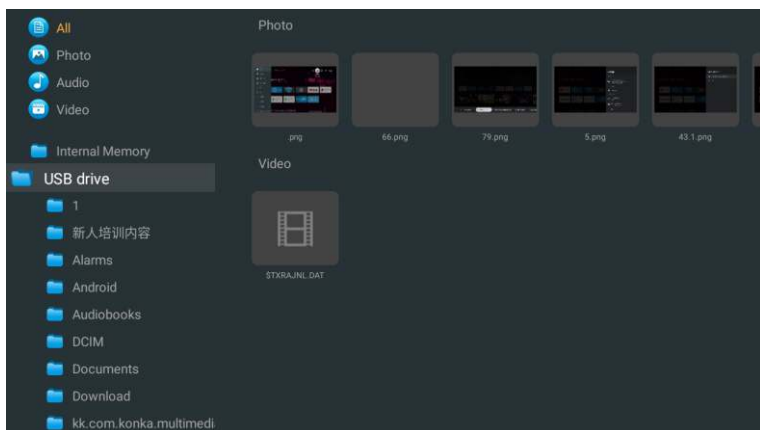 All
Photo
Audio
Video
Internal Memory
USB drive
1
新人培训内容
Alarms
Android
Audiobooks
DCIM
Documents
Download
kk.com.konka.multimedi
Photo
.png
66.png
79.png
5.png
43.1.png
Video
$TXRAJNL.DAT